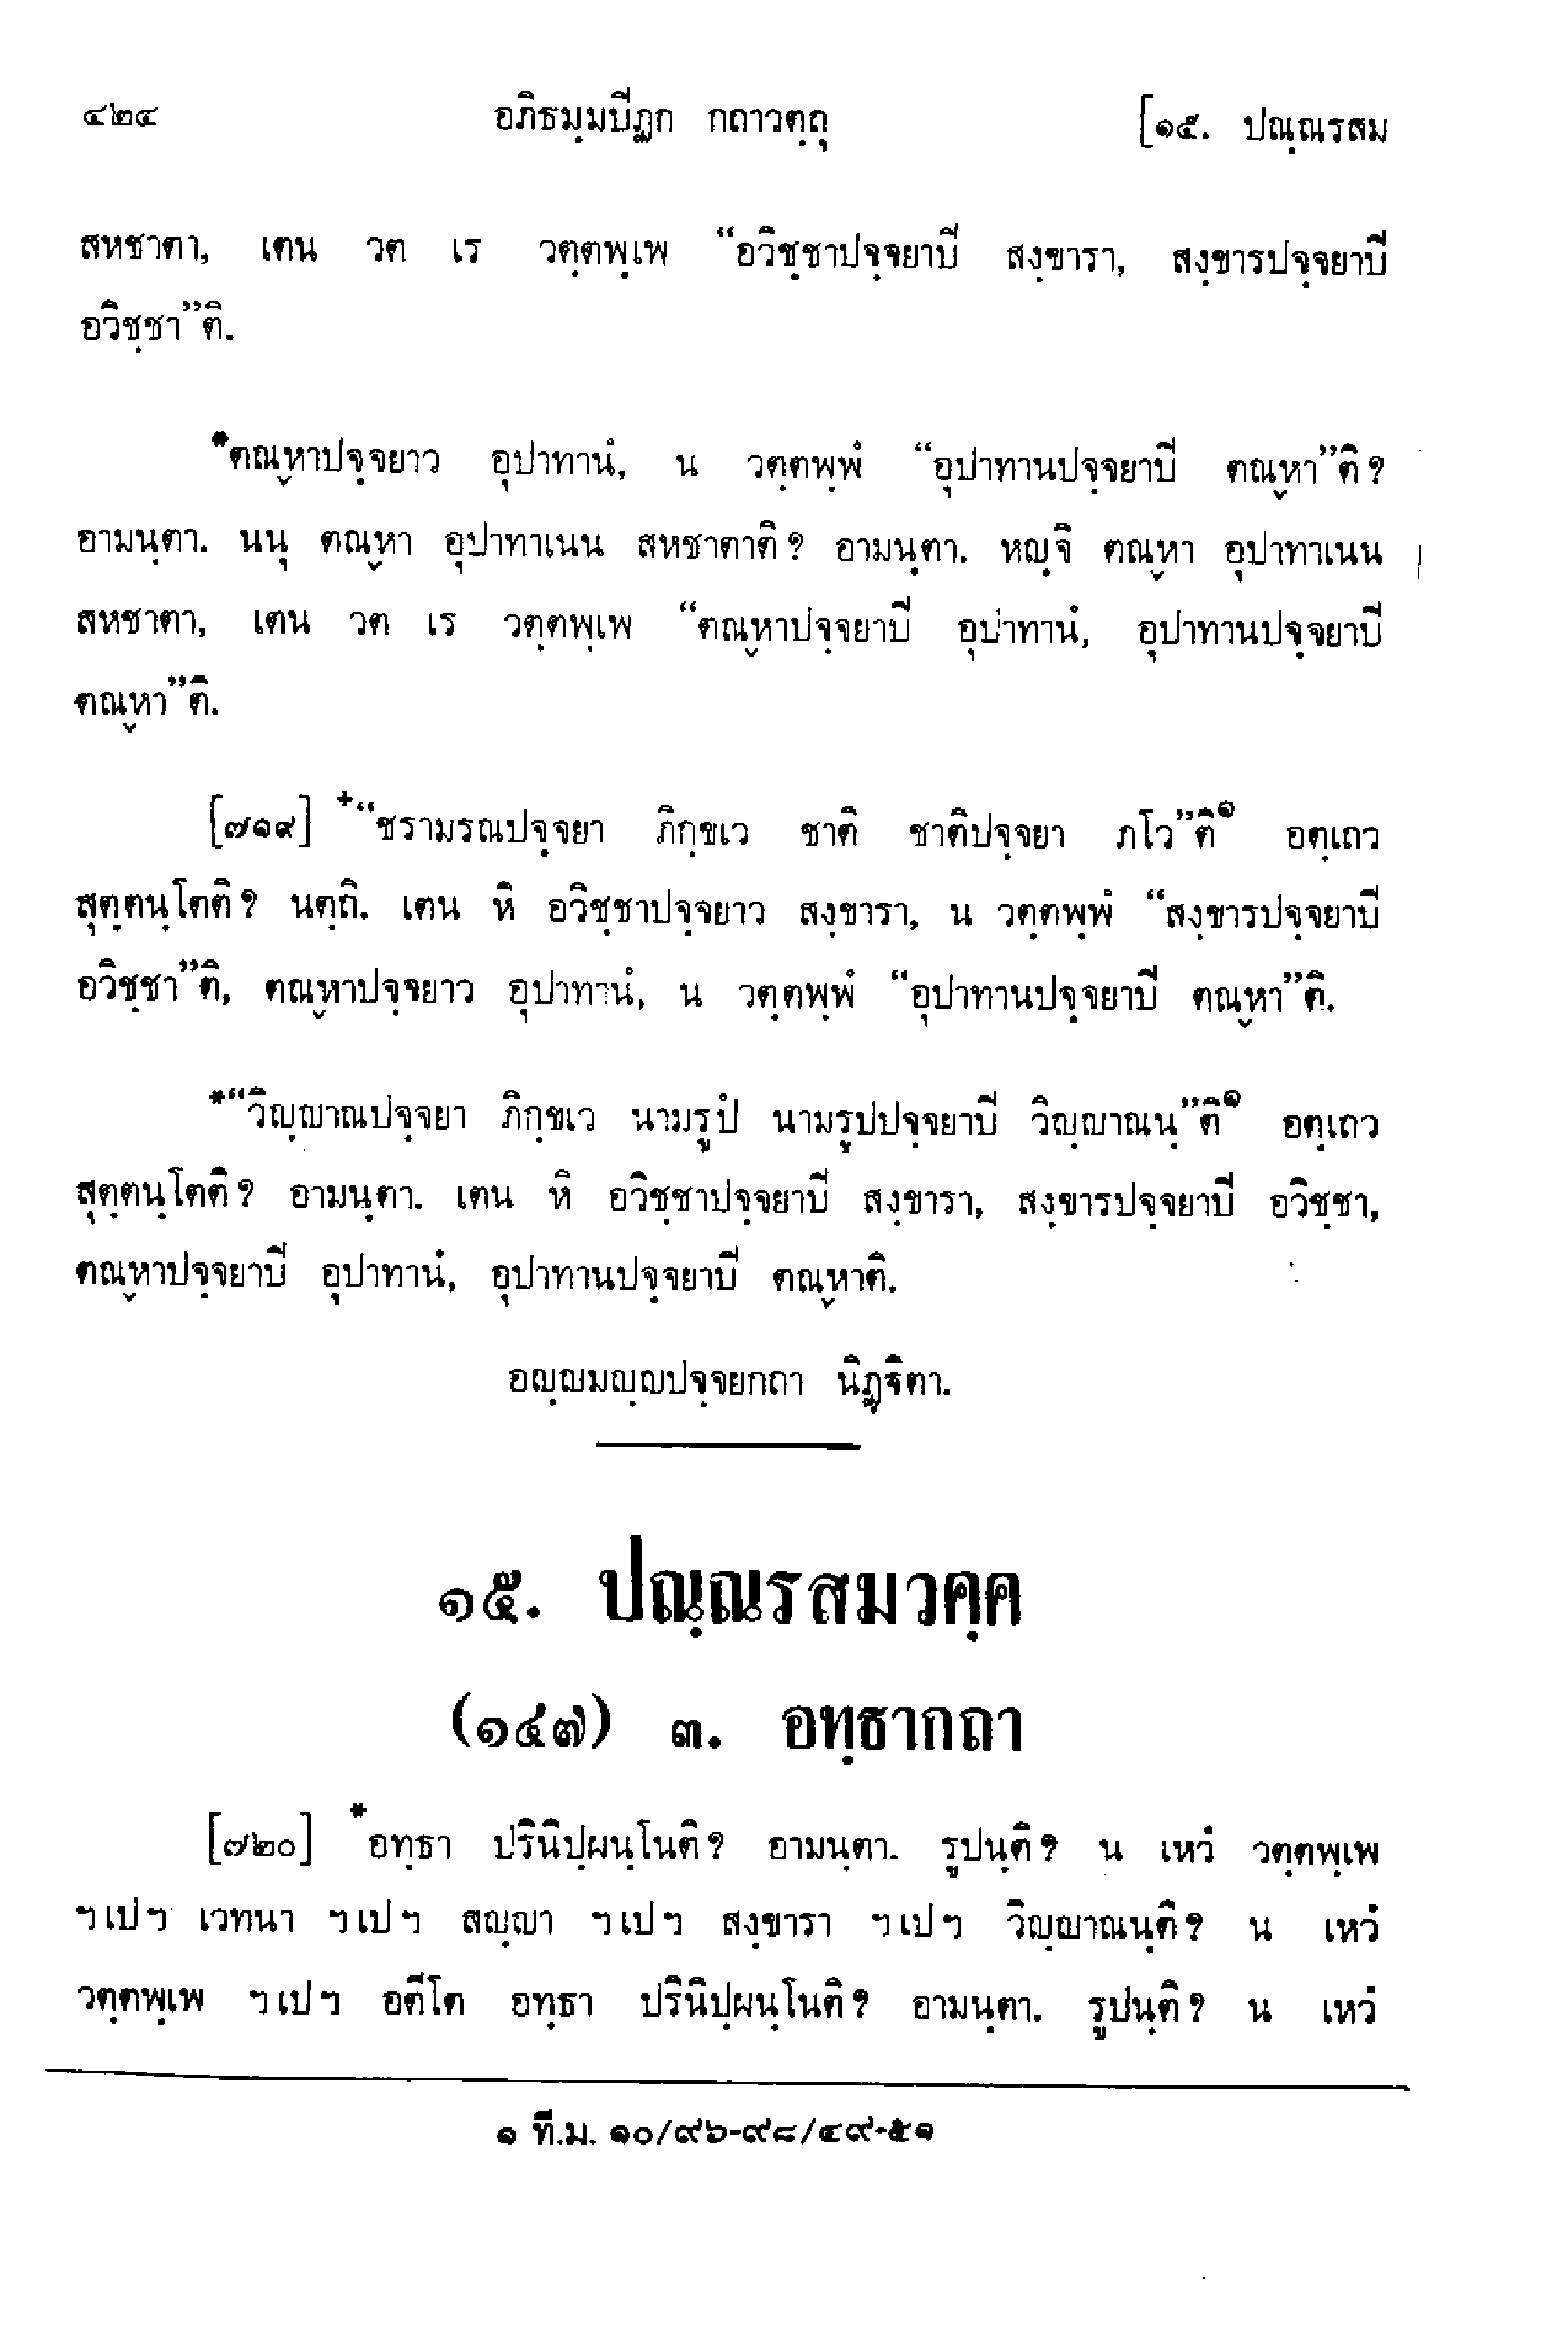 ๔๒๔ อภิธมฺมปิฏก กถาวตฺถุ [๑๕. ปณฺณรสม
สหชาตา, เตน วต เร วตฺตพฺเพ “อวิชฺชาปจฺจยาปิ สงฺขารา, สงฺขารปจฺจยาปิ
อวิชฺชา”ติ.
*ตณฺหาปจฺจยาว อุปาทานํ, น วตฺตพฺพํ “อุปาทานปจฺจยาปิ ตณฺหา”ติ?
อามนฺตา. นนุ ตณฺหา อุปาทาเนน สหชาตาติ? อามนฺตา. หญฺจิ ตณฺหา อุปาทาเนน
สหชาตา, เตน วต เร วตฺตพฺเพ “ตณฺหาปจฺจยาปิ อุปาทานํ, อุปาทานปจฺจยาปิ
ตณฺหา”ติ.
[๗๑๙] +“ชรามรณปจฺจยา ภิกฺขเว ชาติ ชาติปจฺจยา ภโว”ติ๑ อตฺเถว
สุตฺตนฺโตติ? นตฺถิ. เตน หิ อวิชฺชาปจฺจยาว สงฺขารา, น วตฺตพฺพํ “สงฺขารปจฺจยาปิ
อวิชฺชา”ติ, ตณฺหาปจฺจยาว อุปาทานํ, น วตฺตพฺพํ “อุปาทานปจฺจยาปิ ตณฺหา”ติ.
*“วิญฺญาณปจฺจยา ภิกฺขเว นามรูปํ นามรูปปจฺจยาปิ วิญฺญาณนฺ”ติ๑ อตฺเถว
สุตฺตนฺโตติ? อามนฺตา. เตน หิ อวิชฺชาปจฺจยาปิ สงฺขารา, สงฺขารปจฺจยาปิ อวิชฺชา,
ตณฺหาปจฺจยาปิ อุปาทานํ, อุปาทานปจฺจยาปิ ตณฺหาติ.
อญฺญมญฺญปจฺจยกถา นิฏฺฐิตา.
๑๕. ปณฺณรสมวคฺค
(๑๔๗) ๓. อทฺธากถา
[๗๒๐] *อทฺธา ปรินิปฺผนฺโนติ? อามนฺตา. รูปนฺติ? น เหวํ วตฺตพฺเพ
ฯเปฯ เวทนา ฯเปฯ สญฺญา ฯเปฯ สงฺขารา ฯเปฯ วิญฺญาณนฺติ? น เหวํ
วตฺตพฺเพ ฯเปฯ อตีโต อทฺธา ปรินิปฺผนฺโนติ? อามนฺตา. รูปนฺติ? น เหวํ
๑ ที.ม. ๑๐/๙๖-๙๘/๔๙-๕๑